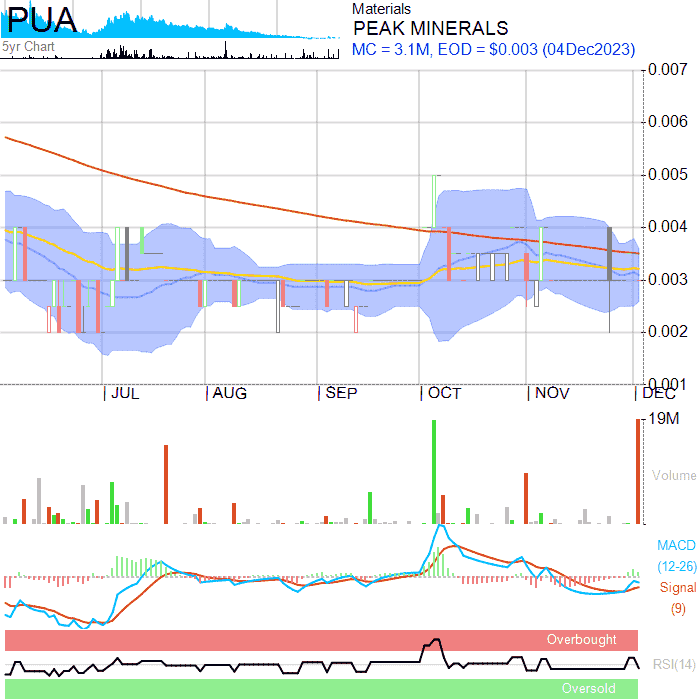 PUA
5yr Chart
Materials
PEAK MINERALS
MC = 3.1M, EOD = $0.003 (04Dec2023)
0.007
0.006
0.005
0.004
0.003
0.002
0.001
JUL
AUG
SEP
OCT
NOV
DEC
19M
Volume
MACD
(12-26)
Signal
(9)
Overbought
RSI(14)
Oversold